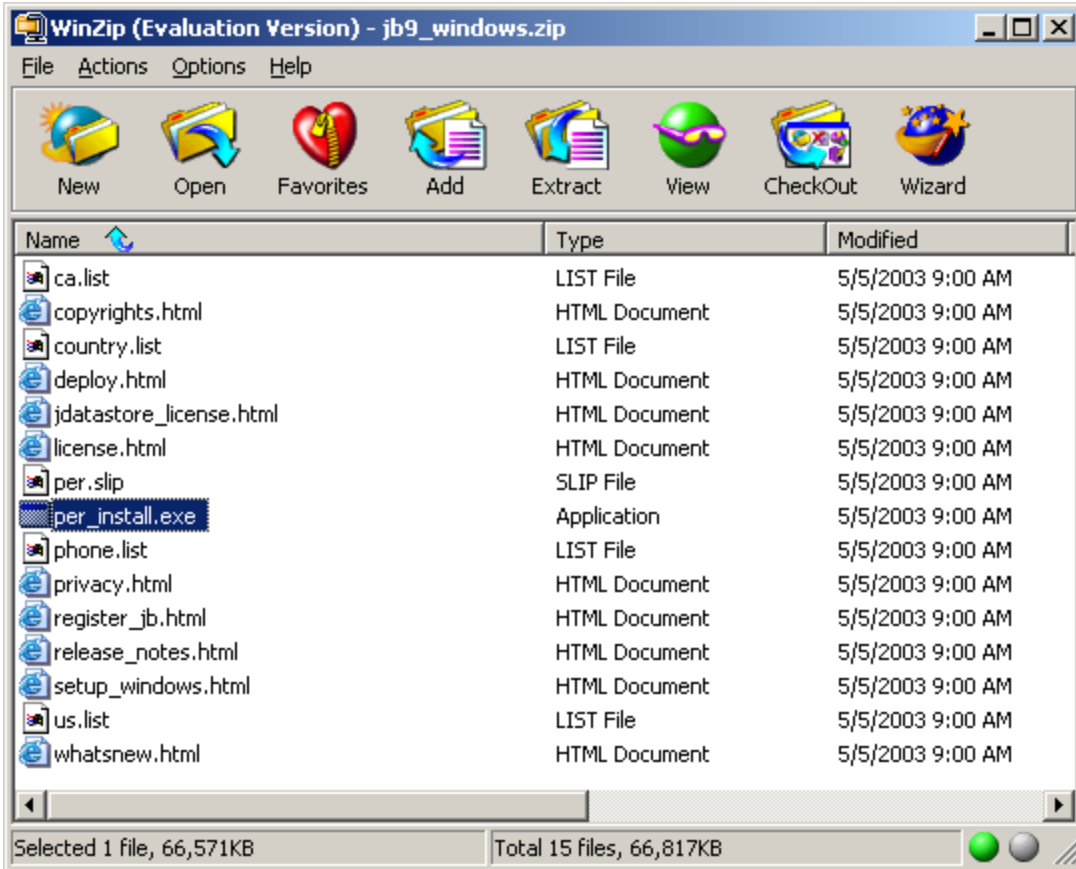 WinZip (Evaluation Version) - jb9_windows.zip
File Actions Options Help
New Open Favorites Add Extract View CheckOut Wizard
Name Type Modified
ca.list LIST File 5/5/2003 9:00 AM
copyrights.html HTML Document 5/5/2003 9:00 AM
country.list LIST File 5/5/2003 9:00 AM
deploy.html HTML Document 5/5/2003 9:00 AM
jdatastore_license.html HTML Document 5/5/2003 9:00 AM
license.html HTML Document 5/5/2003 9:00 AM
per.slip SLIP File 5/5/2003 9:00 AM
per_install.exe Application 5/5/2003 9:00 AM
phone.list LIST File 5/5/2003 9:00 AM
privacy.html HTML Document 5/5/2003 9:00 AM
register_jb.html HTML Document 5/5/2003 9:00 AM
release_notes.html HTML Document 5/5/2003 9:00 AM
setup_windows.html HTML Document 5/5/2003 9:00 AM
us.list LIST File 5/5/2003 9:00 AM
whatsnew.html HTML Document 5/5/2003 9:00 AM
Selected 1 file, 66,571KB Total 15 files, 66,817KB